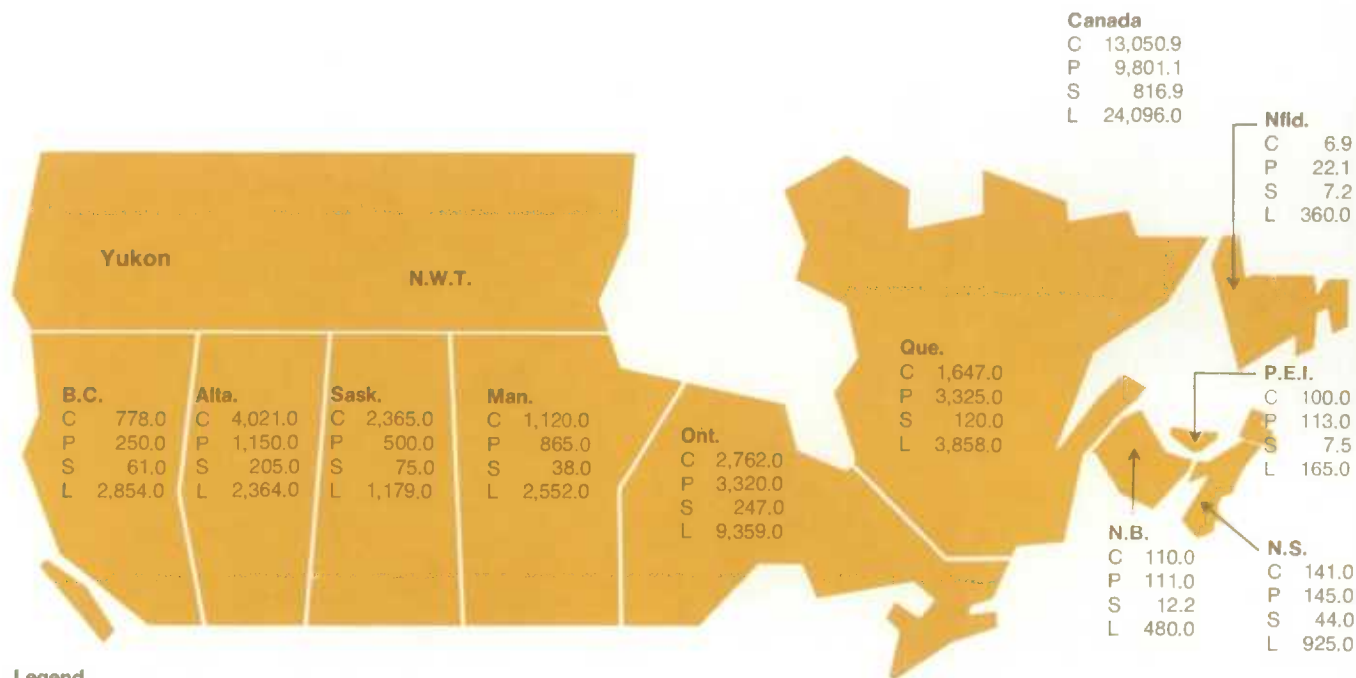 Canada
C 13,050.9
P 9,801.1
S 816.9
L 24,096.0
Nfld.
C 6.9
P 22.1
S 7.2
L 360.0
Yukon
N.W.T.
B.C.
C 778.0
P 250.0
S 61.0
L 2,854.0
Alta.
C 4,021.0
P 1,150.0
S 205.0
L 2,364.0
Sask.
C 2,365.0
P 500.0
S 75.0
L 1,179.0
Man.
C 1,120.0
P 865.0
S 38.0
L 2,552.0
Ont.
C 2,762.0
P 3,320.0
S 247.0
L 9,359.0
Que.
C 1,647.0
P 3,325.0
S 120.0
L 3,858.0
P.E.I.
C 100.0
P 113.0
S 7.5
L 165.0
N.B.
C 110.0
P 111.0
S 12.2
L 480.0
N.S.
C 141.0
P 145.0
S 44.0
L 925.0
Legend